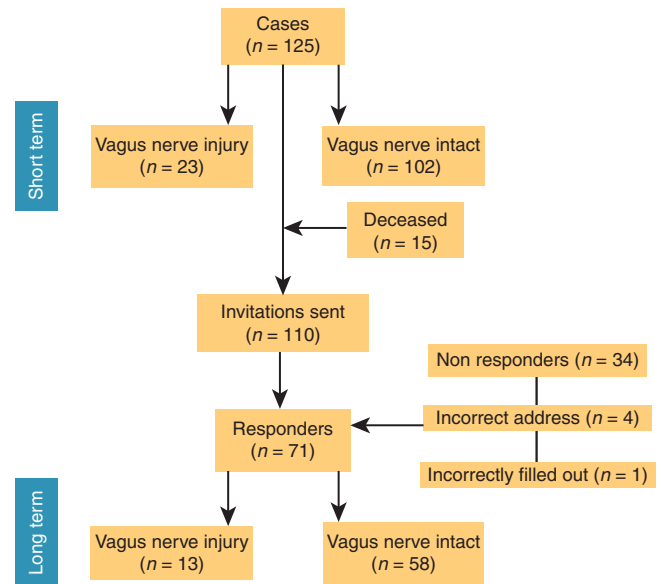 Cases
(n = 125)
Short term
Vagus nerve injury
(n = 23)
Vagus nerve intact
(n = 102)
Deceased
(n = 15)
Invitations sent
(n = 110)
Non responders (n = 34)
Responders
(n = 71)
Incorrect address (n = 4)
Incorrectly filled out (n = 1)
Long term
Vagus nerve injury
(n = 13)
Vagus nerve intact
(n = 58)